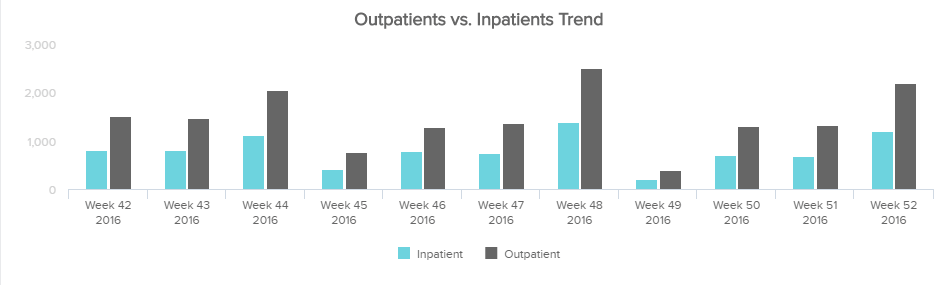 Outpatients vs. Inpatients Trend
3,000
2,000
1,000
0
Week 42 Week 43 Week 44 Week 45 Week 46 Week 47 Week 48 Week 49 Week 50 Week 51 Week 52
2016 2016 2016 2016 2016 2016 2016 2016 2016 2016 2016
Inpatient Outpatient